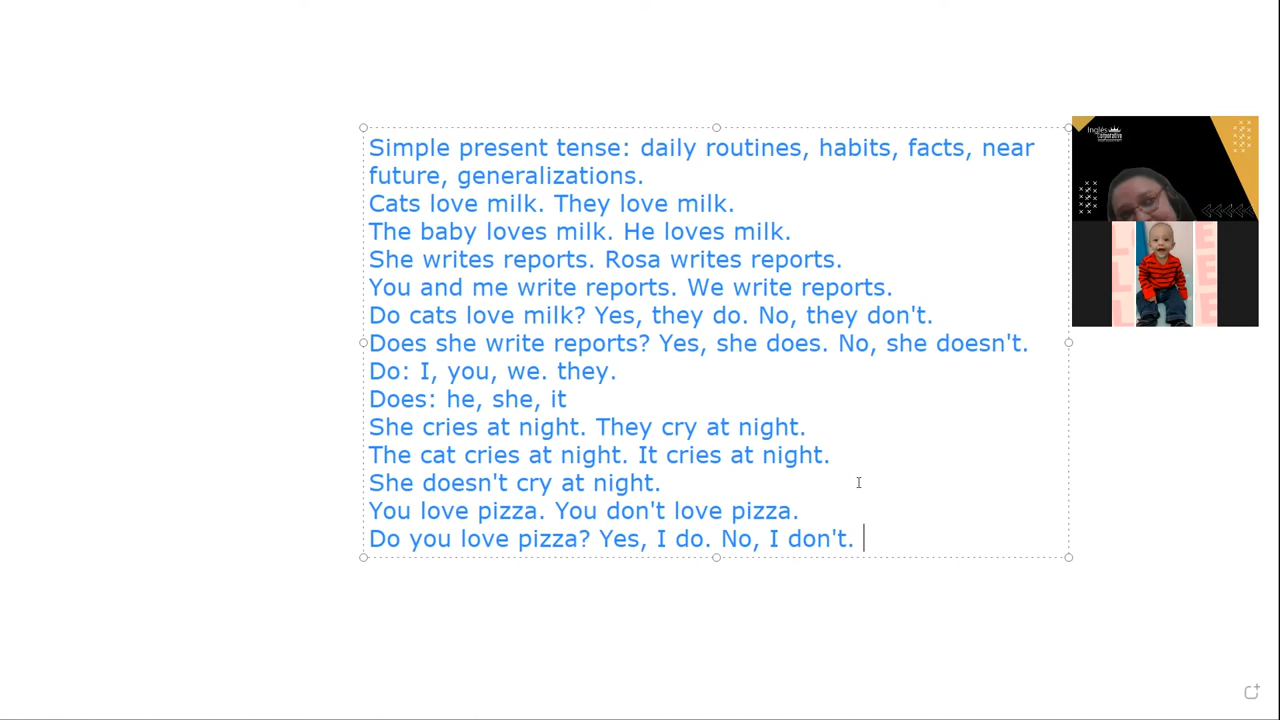 Simple present tense: daily routines, habits, facts, near
future, generalizations.
Cats love milk. They love milk.
The baby loves milk. He loves milk.
She writes reports. Rosa writes reports.
You and me write reports. We write reports.
Do cats love milk? Yes, they do. No, they don't.
Does she write reports? Yes, she does. No, she doesn't.
Do: I, you, we. they.
Does: he, she, it
She cries at night. They cry at night.
The cat cries at night. It cries at night.
She doesn't cry at night.
You love pizza. You don't love pizza.
Do you love pizza? Yes, I do. No, I don't.
Inglés
Corporativo